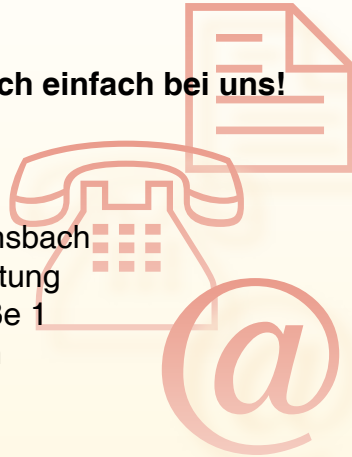 ch einfach bei uns!
nsbach
tung
ße 1
@